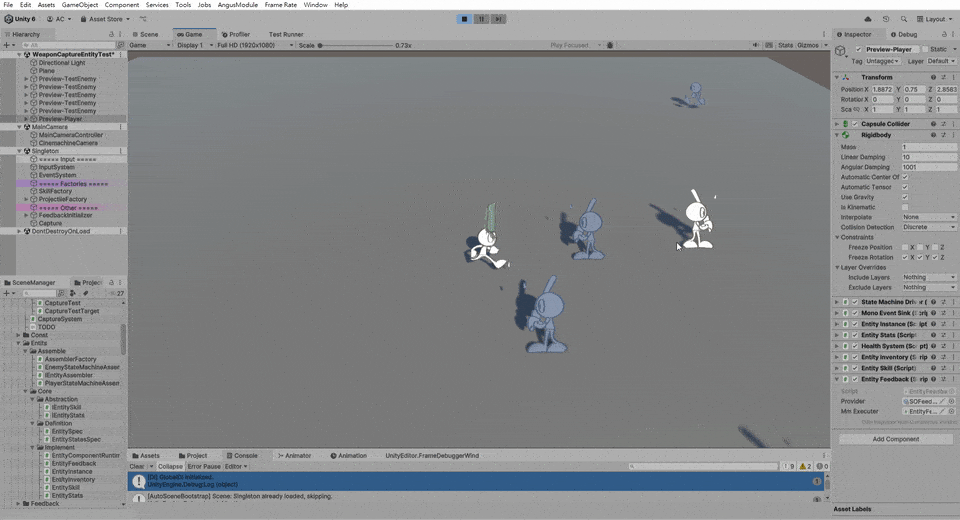 File Edit Assets GameObject Component Services Tools Jobs AngusModule Frame Rate Window Help
Unity 6 AC Asset Store Layout
Hierarchy Scene Game Profiler Test Runner Inspector Debug
Game Display 1 Full HD (1920x1080) Scale 0.73x Play Focused Stats Gizmos
WeaponCaptureEntityTest*
Directional Light
Plane
Preview-TestEnemy
Preview-TestEnemy
Preview-TestEnemy
Preview-TestEnemy
Preview-TestEnemy
Preview-Player
MainCamera
MainCameraController
CinemachineCamera
Singleton
===== Input =====
InputSystem
EventSystem
===== Factories =====
SkillFactory
ProjectileFactory
===== Other =====
FeedbackInitializer
Capture
DontDestroyOnLoad
SceneManager Projec
27
CaptureTest
CaptureTestTarget
CaptureSystem
TODO
Const
Entits
Assemble
AssemblerFactory
EnemyStateMachineAsser
IEntityAssembler
PlayerStateMachineAssem
Core
Abstraction
IEntitySkill
IEntityStats
Definition
EntitySpec
EntityStatesSpec
Implement
EntityComponentRuntor
EntityFeedback
EntityInstance
EntityInventory
EntitySkill
EntityStats
Feedback
Assets Project Console Animator Animation UnityEditor.FrameDebuggerWind
Clear Collapse Error Pause Editor 9 2 0
UnityEngine.Debug:Log (object)
[AutoSceneBootstrap] Scene: Singleton already loaded, skipping.
Preview-Player Static
Tag Untagged Layer Default
Transform
Position X 1.8872 Y 0.75 Z 2.8583
Rotation X 0 Y 0 Z 0
Sca X 1 Y 1 Z 1
Capsule Collider
Rigidbody
Mass 1
Linear Damping 10
Angular Damping 1001
Automatic Center Of
Automatic Tensor
Use Gravity
Is Kinematic
Interpolate None
Collision Detection Discrete
Constraints
Freeze Position X Y Z
Freeze Rotation X Y Z
Layer Overrides
Include Layers Nothing
Exclude Layers Nothing
State Machine Driver (
Mono Event Sink (Scrip
Entity Instance (Scrip
Entity Stats (Script)
Health System (Script)
Entity Inventory (Scrip
Entity Skill (Script)
Entity Feedback (Scrip
Script
Provider SOFeed...
Mm Executer EntityFe...
Add Component
Asset Labels